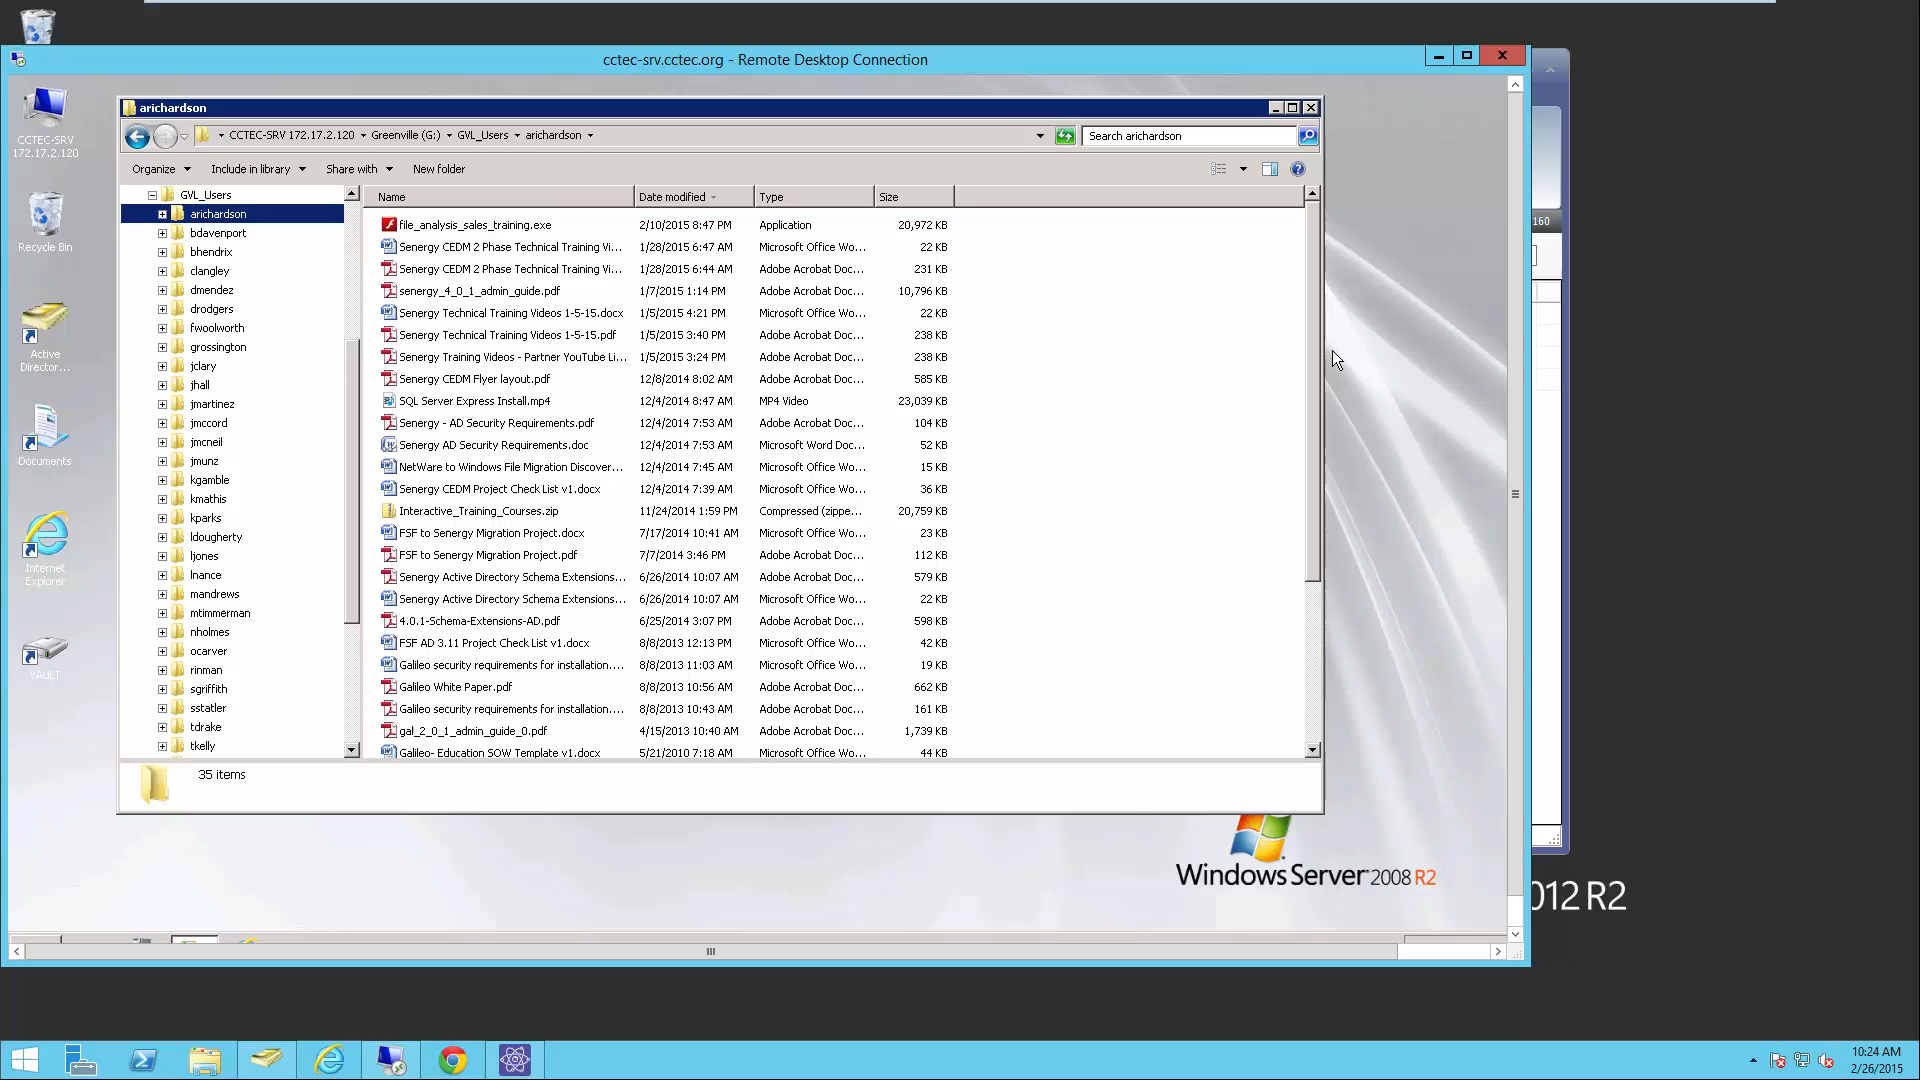 cctec-srv.cctec.org - Remote Desktop Connection
CCTEC-SRV
172.17.2.120
Recycle Bin
Active
Director...
Documents
Internet
Explorer
VAULT
arichardson
CCTEC-SRV 172.17.2.120 Greenville (G:) GVL_Users arichardson
Search arichardson
Organize Include in library Share with New folder
GVL_Users
arichardson
bdavenport
bhendrix
clangley
dmendez
drodgers
fwoolworth
grossington
jclary
jhall
jmartinez
jmccord
jmcneil
jmunz
kgamble
kmathis
kparks
ldougherty
ljones
lnance
mandrews
mtimmerman
nholmes
ocarver
rinman
sgriffith
sstatler
tdrake
tkelly
Name Date modified Type Size
file_analysis_sales_training.exe 2/10/2015 8:47 PM Application 20,972 KB
Senergy CEDM 2 Phase Technical Training Vi... 1/28/2015 6:47 AM Microsoft Office Wo... 22 KB
Senergy CEDM 2 Phase Technical Training Vi... 1/28/2015 6:44 AM Adobe Acrobat Doc... 231 KB
senergy_4_0_1_admin_guide.pdf 1/7/2015 1:14 PM Adobe Acrobat Doc... 10,796 KB
Senergy Technical Training Videos 1-5-15.docx 1/5/2015 4:21 PM Microsoft Office Wo... 22 KB
Senergy Technical Training Videos 1-5-15.pdf 1/5/2015 3:40 PM Adobe Acrobat Doc... 238 KB
Senergy Training Videos - Partner YouTube Li... 1/5/2015 3:24 PM Adobe Acrobat Doc... 238 KB
Senergy CEDM Flyer layout.pdf 12/8/2014 8:02 AM Adobe Acrobat Doc... 585 KB
SQL Server Express Install.mp4 12/4/2014 8:47 AM MP4 Video 23,039 KB
Senergy - AD Security Requirements.pdf 12/4/2014 7:53 AM Adobe Acrobat Doc... 104 KB
Senergy AD Security Requirements.doc 12/4/2014 7:53 AM Microsoft Word Doc... 52 KB
NetWare to Windows File Migration Discover... 12/4/2014 7:45 AM Microsoft Office Wo... 15 KB
Senergy CEDM Project Check List v1.docx 12/4/2014 7:39 AM Microsoft Office Wo... 36 KB
Interactive_Training_Courses.zip 11/24/2014 1:59 PM Compressed (zippe... 20,759 KB
FSF to Senergy Migration Project.docx 7/17/2014 10:41 AM Microsoft Office Wo... 23 KB
FSF to Senergy Migration Project.pdf 7/7/2014 3:46 PM Adobe Acrobat Doc... 112 KB
Senergy Active Directory Schema Extensions... 6/26/2014 10:07 AM Adobe Acrobat Doc... 579 KB
Senergy Active Directory Schema Extensions... 6/26/2014 10:07 AM Microsoft Office Wo... 22 KB
4.0.1-Schema-Extensions-AD.pdf 6/25/2014 3:07 PM Adobe Acrobat Doc... 598 KB
FSF AD 3.11 Project Check List v1.docx 8/8/2013 12:13 PM Microsoft Office Wo... 42 KB
Galileo security requirements for installation.... 8/8/2013 11:03 AM Microsoft Office Wo... 19 KB
Galileo White Paper.pdf 8/8/2013 10:56 AM Adobe Acrobat Doc... 662 KB
Galileo security requirements for installation.... 8/8/2013 10:43 AM Adobe Acrobat Doc... 161 KB
gal_2_0_1_admin_guide_0.pdf 4/15/2013 10:40 AM Adobe Acrobat Doc... 1,739 KB
Galileo- Education SOW Template v1.docx 5/21/2010 7:18 AM Microsoft Office Wo... 44 KB
35 items
Windows Server 2008 R2
160
012 R2
10:24 AM
2/26/2015